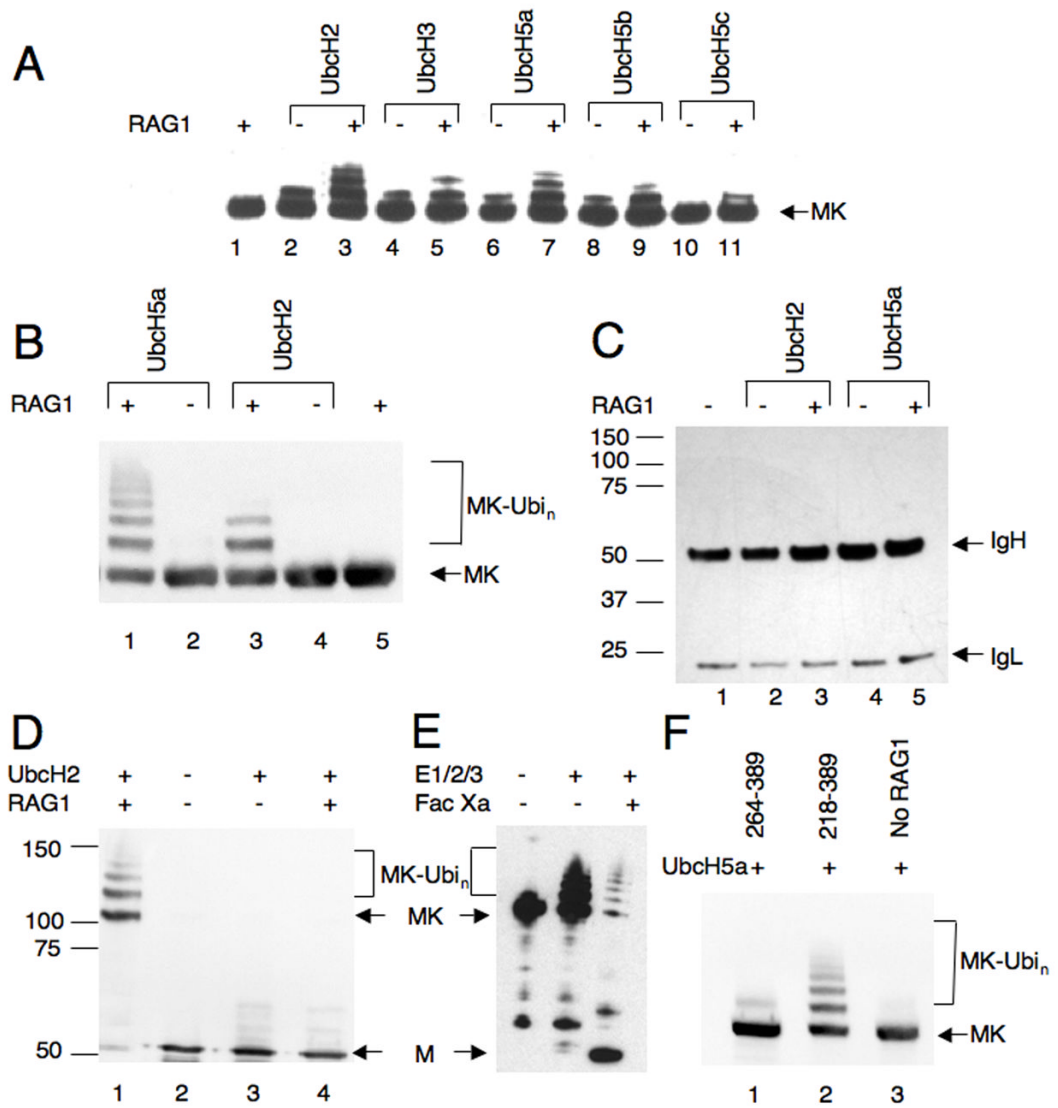 A
UbcH2 UbcH3 UbcH5a UbcH5b UbcH5c
RAG1 + - + - + - + - + - +
MK
1 2 3 4 5 6 7 8 9 10 11
B
UbcH5a UbcH2
RAG1 + - + - +
MK-Ubin
MK
1 2 3 4 5
C
UbcH2 UbcH5a
RAG1 - - + - +
150
100
75
50
37
25
IgH
IgL
1 2 3 4 5
D
UbcH2 + - + +
RAG1 + - - +
150
100
75
50
MK-Ubin
MK
M
1 2 3 4
E
E1/2/3 - + +
Fac Xa - - +
F
264-389 218-389 No RAG1
UbcH5a + + +
MK-Ubin
MK
1 2 3